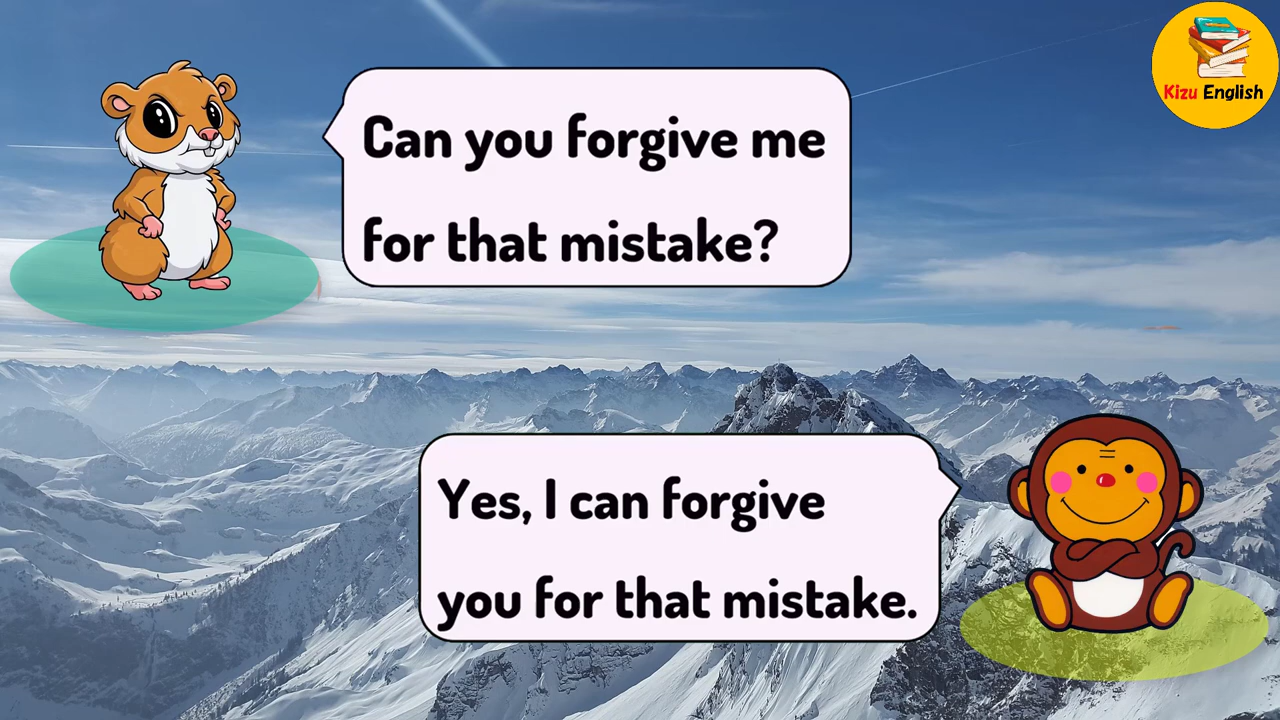 Kizu English
Can you forgive me
for that mistake?
Yes, I can forgive
you for that mistake.